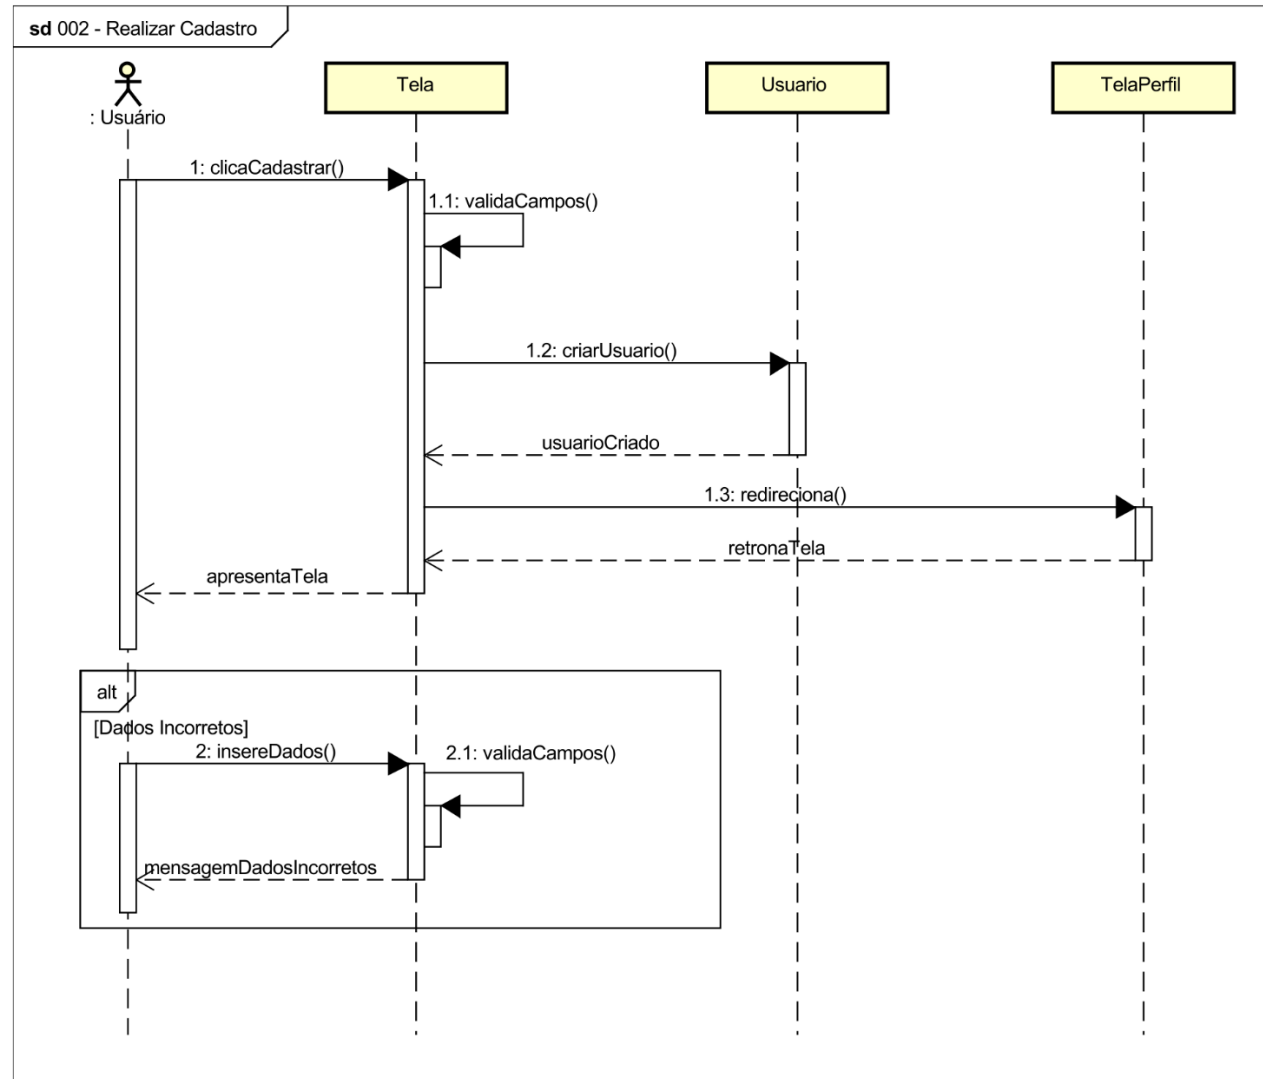 sd 002 - Realizar Cadastro
: Usuário
Tela
Usuario
TelaPerfil
1: clicaCadastrar()
1.1: validaCampos()
1.2: criarUsuario()
usuarioCriado
1.3: redireciona()
retronaTela
apresentaTela
alt
[Dados Incorretos]
2: insereDados()
2.1: validaCampos()
mensagemDadosIncorretos